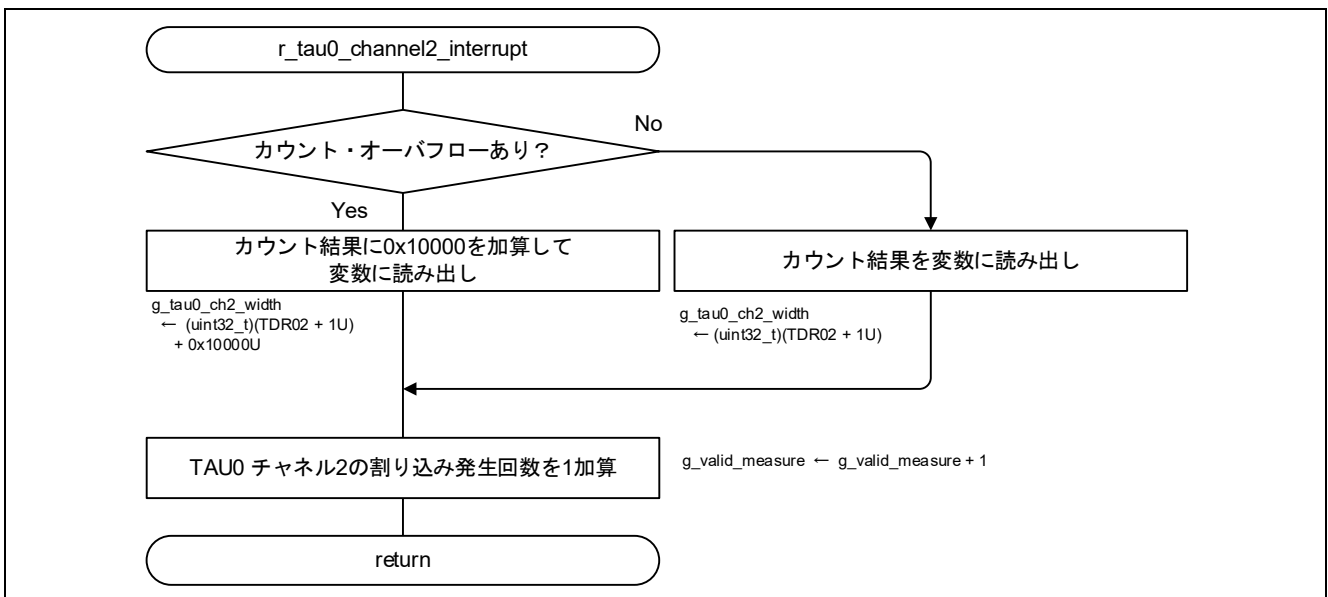 r_tau0_channel2_interrupt
No
カウント・オーバフローあり？
Yes
カウント結果に0x10000を加算して
変数に読み出し
カウント結果を変数に読み出し
g_tau0_ch2_width
← (uint32_t)(TDR02 + 1U)
+ 0x10000U
g_tau0_ch2_width
← (uint32_t)(TDR02 + 1U)
TAU0 チャネル2の割り込み発生回数を1加算
g_valid_measure ← g_valid_measure + 1
return